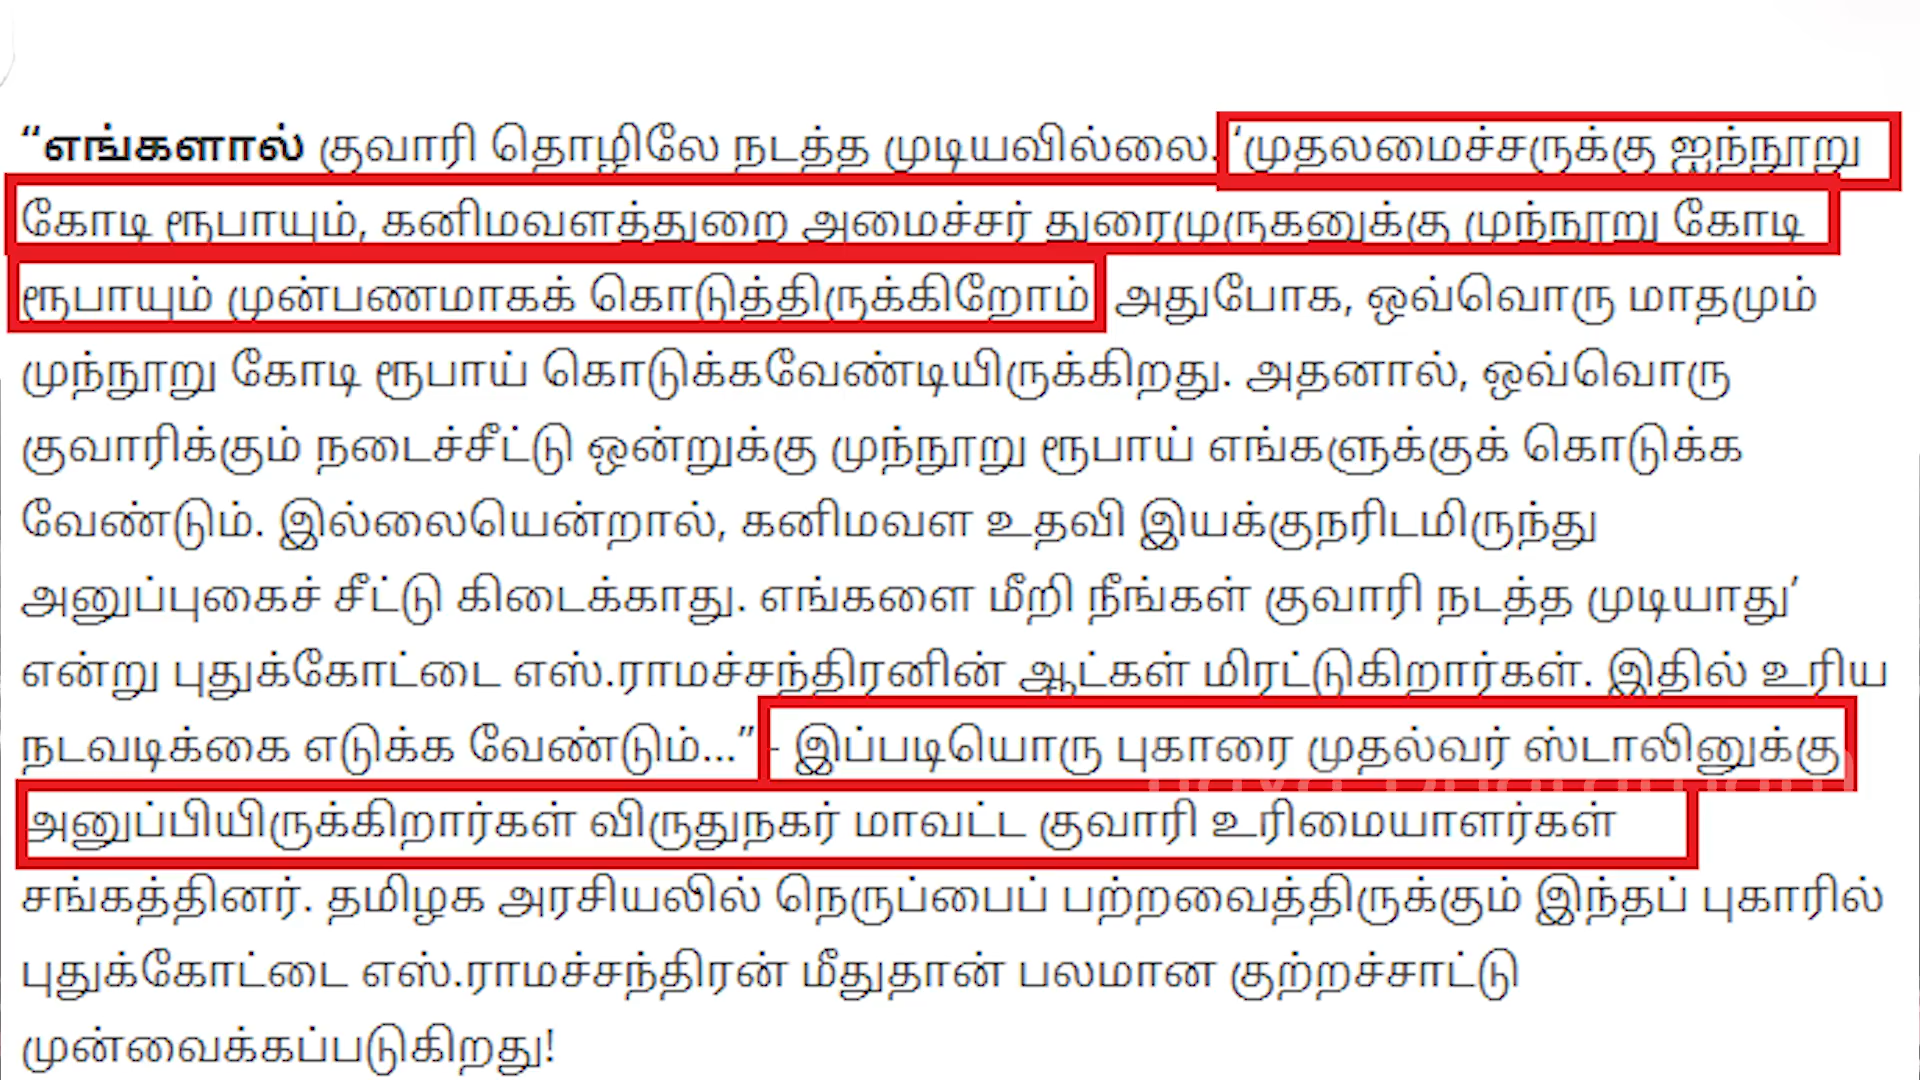 “எங்களால் குவாரி தொழிலே நடத்த முடியவில்லை. ‘முதலமைச்சருக்கு ஐந்நூறு
கோடி ரூபாயும், கனிமவளத்துறை அமைச்சர் துரைமுருகனுக்கு முந்நூறு கோடி
ரூபாயும் முன்பணமாகக் கொடுத்திருக்கிறோம் அதுபோக, ஒவ்வொரு மாதமும்
முந்நூறு கோடி ரூபாய் கொடுக்கவேண்டியிருக்கிறது. அதனால், ஒவ்வொரு
குவாரிக்கும் நடைச்சீட்டு ஒன்றுக்கு முந்நூறு ரூபாய் எங்களுக்குக் கொடுக்க
வேண்டும். இல்லையென்றால், கனிமவள உதவி இயக்குநரிடமிருந்து
அனுப்புகைச் சீட்டு கிடைக்காது. எங்களை மீறி நீங்கள் குவாரி நடத்த முடியாது’
என்று புதுக்கோட்டை எஸ்.ராமச்சந்திரனின் ஆட்கள் மிரட்டுகிறார்கள். இதில் உரிய
நடவடிக்கை எடுக்க வேண்டும்...” - இப்படியொரு புகாரை முதல்வர் ஸ்டாலினுக்கு
அனுப்பியிருக்கிறார்கள் விருதுநகர் மாவட்ட குவாரி உரிமையாளர்கள்
சங்கத்தினர். தமிழக அரசியலில் நெருப்பைப் பற்றவைத்திருக்கும் இந்தப் புகாரில்
புதுக்கோட்டை எஸ்.ராமச்சந்திரன் மீதுதான் பலமான குற்றச்சாட்டு
முன்வைக்கப்படுகிறது!